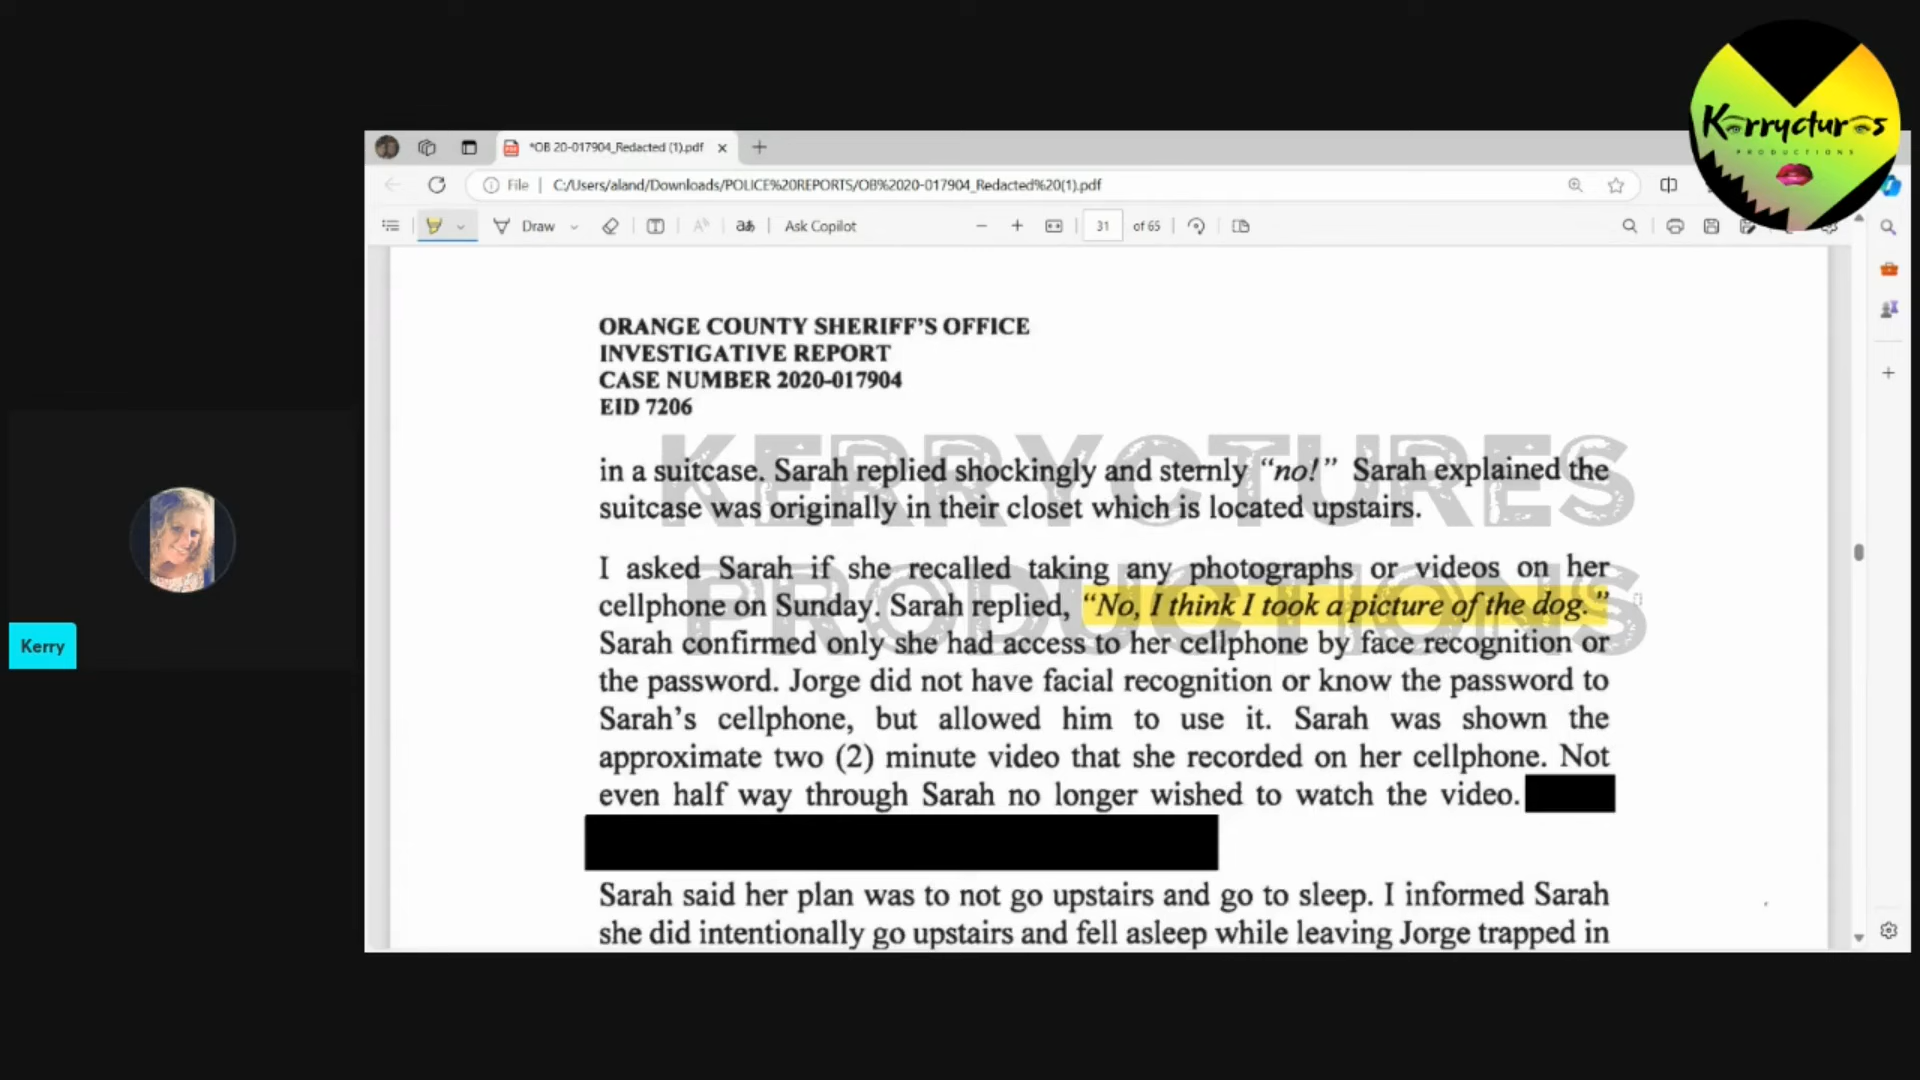 Kerryctures
PRODUCTIONS
*OB 20-017904_Redacted (1).pdf
File
C:/Users/aland/Downloads/POLICE%20REPORTS/OB%2020-017904_Redacted%20(1).pdf
Draw
Ask Copilot
31
of 65
ORANGE COUNTY SHERIFF'S OFFICE
INVESTIGATIVE REPORT
CASE NUMBER 2020-017904
EID 7206
KERRYCTURES
PRODUCTIONS
in a suitcase. Sarah replied shockingly and sternly "no!" Sarah explained the
suitcase was originally in their closet which is located upstairs.
I asked Sarah if she recalled taking any photographs or videos on her
cellphone on Sunday. Sarah replied, "No, I think I took a picture of the dog."
Sarah confirmed only she had access to her cellphone by face recognition or
the password. Jorge did not have facial recognition or know the password to
Sarah's cellphone, but allowed him to use it. Sarah was shown the
approximate two (2) minute video that she recorded on her cellphone. Not
even half way through Sarah no longer wished to watch the video.
Sarah said her plan was to not go upstairs and go to sleep. I informed Sarah
she did intentionally go upstairs and fell asleep while leaving Jorge trapped in
Kerry